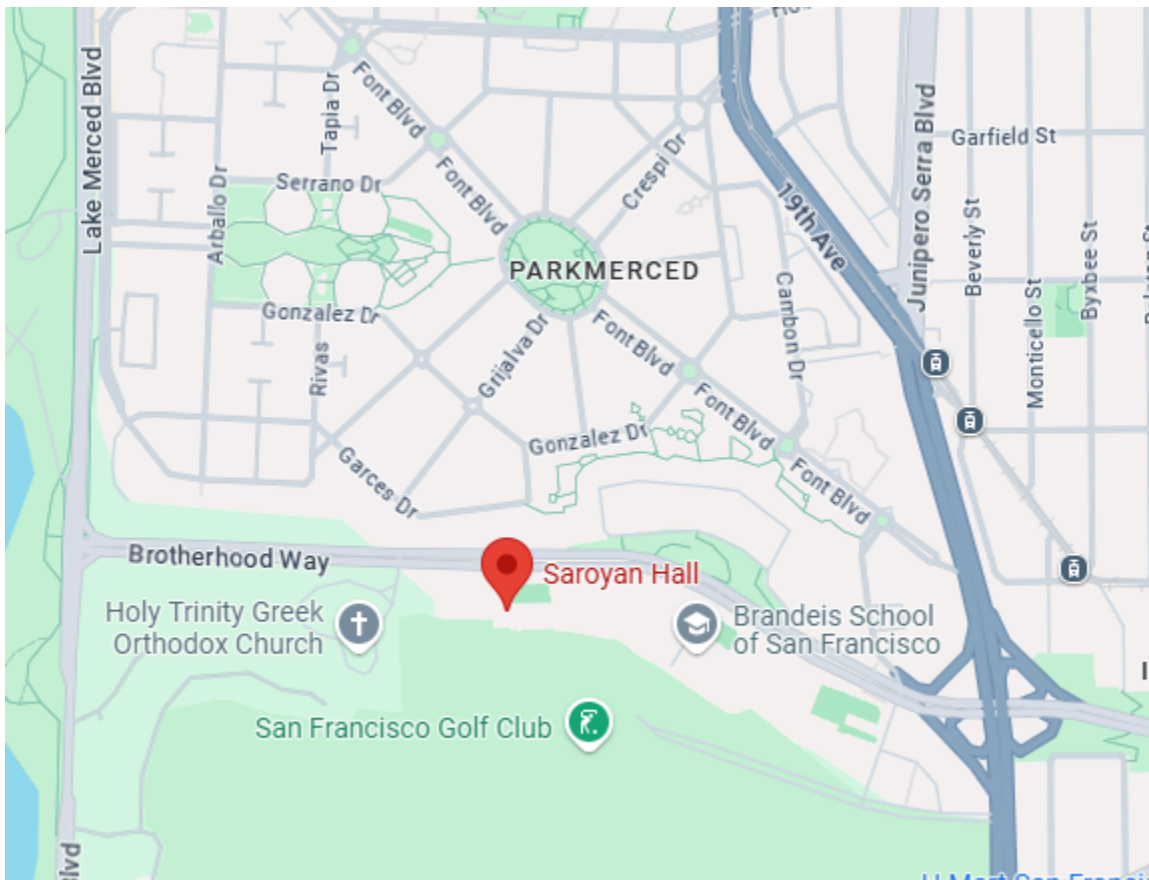 Lake Merced Blvd
Tapia Dr
Font Blvd
Font Blvd
Serrano Dr
Arballo Dr
Crespi Dr
19th Ave
Junipero Serra Blvd
Garfield St
Beverly St
Byxbee St
Monticello St
PARKMERCED
Gonzalez Dr
Rivas
Grijalva Dr
Font Blvd
Cambon Dr
Font Blvd
Gonzalez Dr
Font Blvd
Garces Dr
Brotherhood Way
Saroyan Hall
Holy Trinity Greek
Orthodox Church
Brandeis School
of San Francisco
San Francisco Golf Club
Blvd